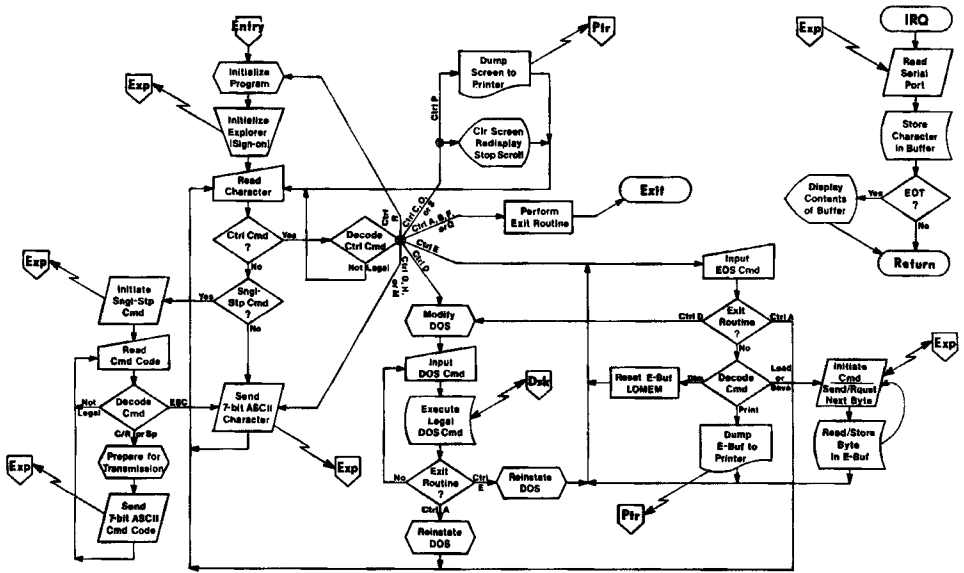 Entry
Initialize
Program
Exp
Initialize
Explorer
[Sign-on]
Read
Character
Ctrl Cmd
?
Yes
No
Decode
Ctrl Cmd
Not Legal
Ctrl
R
Ctrl P
Dump
Screen to
Printer
Ptr
Clr Screen
Redisplay
Stop Scroll
or S
Ctrl A, B, F,
or Q
Perform
Exit Routine
Exit
Ctrl E
Ctrl D
or M
IRQ
Exp
Read
Serial
Port
Store
Character
in Buffer
EOT
?
Yes
No
Display
Contents
of Buffer
Return
Sngl-
Stp Cmd
?
Yes
No
Exp
Initiate
Sngl-Stp
Cmd
Read
Cmd Code
Decode
Cmd
Not
Legal
ESC
C/R or Sp
Prepare for
Transmission
Exp
Send
7-bit ASCII
Cmd Code
Send
7-bit ASCII
Character
Exp
Modify
DOS
Input
DOS Cmd
Dsk
Execute
Legal
DOS Cmd
Exit
Routine
?
No
Ctrl
E
Reinstate
DOS
Ctrl A
Reinstate
DOS
Input
EOS Cmd
Exit
Routine
?
Ctrl D
Ctrl A
No
Decode
Cmd
Reset E-Buf
LOMEM
Load
or
Save
Print
Dump
E-Buf to
Printer
Ptr
Initiate
Cmd
Send/Rqust
Next Byte
Exp
Read/Store
Byte
in E-Buf